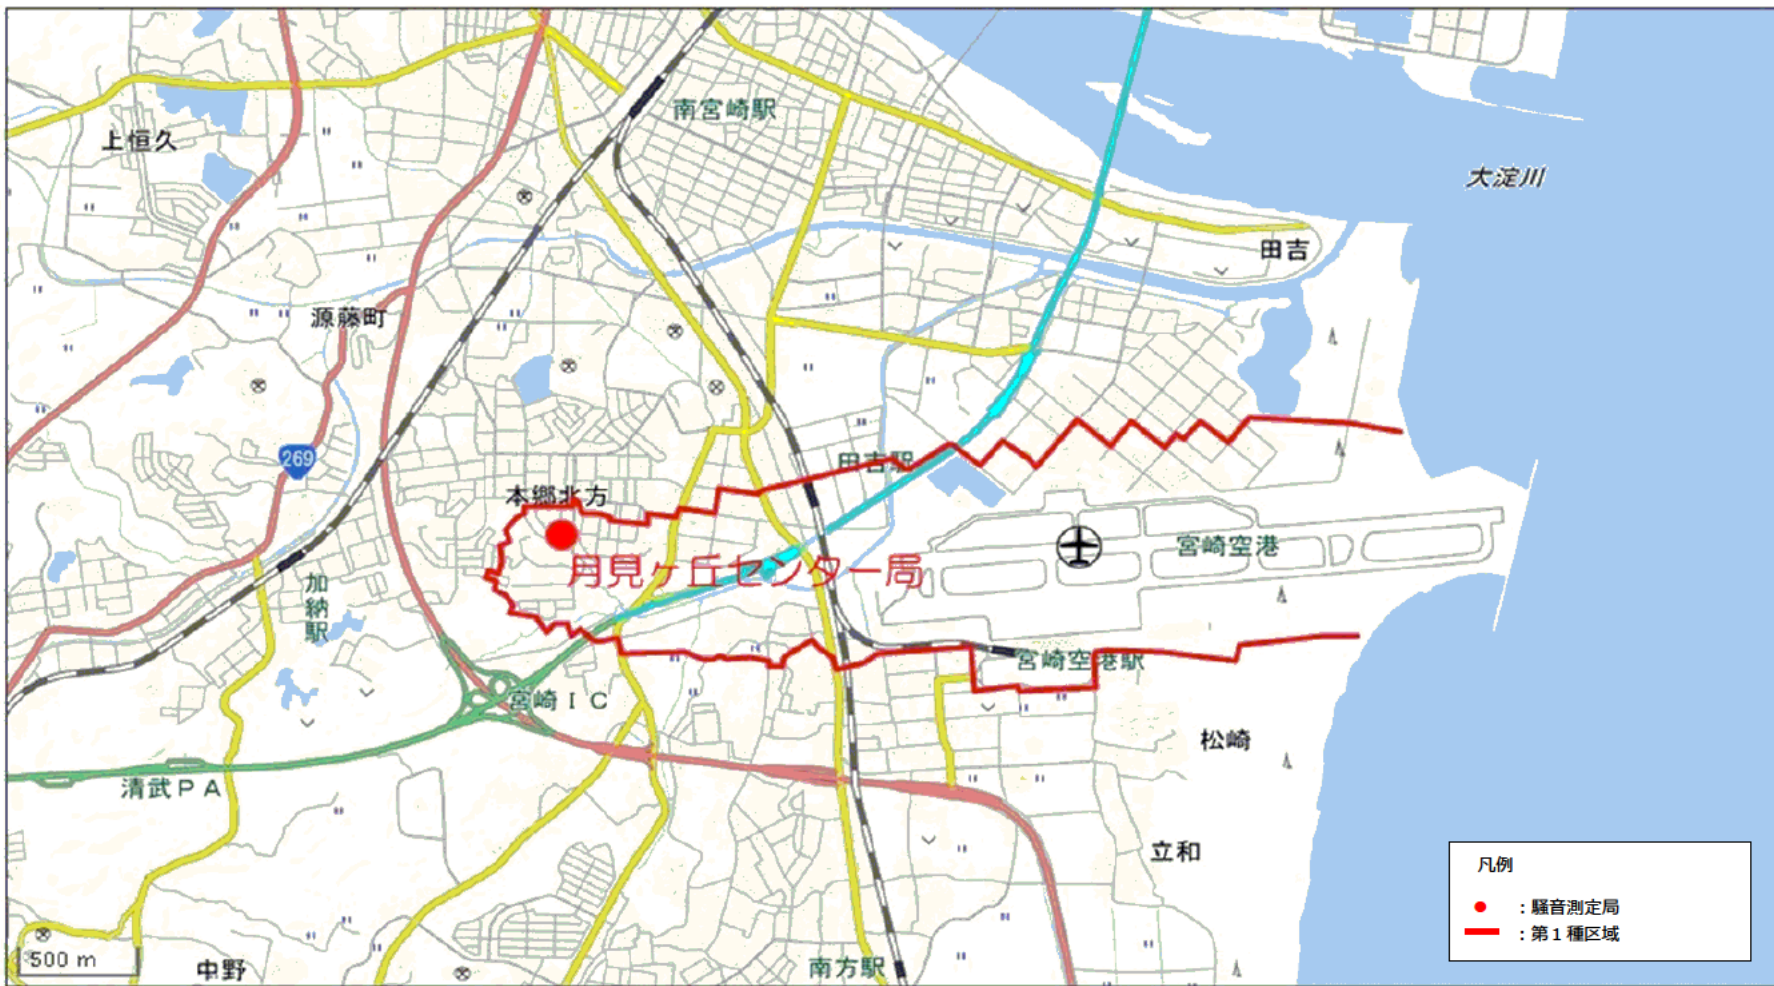 南宮崎駅
上恒久
大淀川
田吉
源藤町
269
田吉駅
本郷北方
宮崎空港
月見ヶ丘センター局
加納駅
宮崎空港駅
宮崎ＩＣ
松崎
清武ＰＡ
立和
凡例
：騒音測定局
：第１種区域
500 m
中野
南方駅